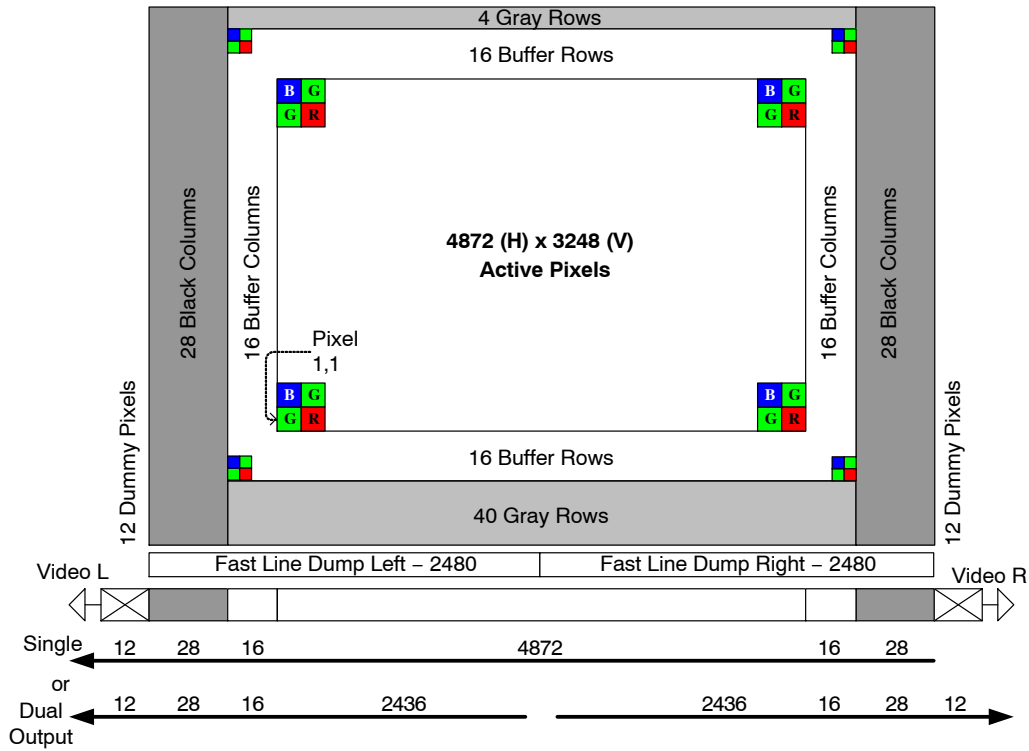 4 Gray Rows
16 Buffer Rows
B G
G R
B G
G R
28 Black Columns
16 Buffer Columns
4872 (H) x 3248 (V)
Active Pixels
16 Buffer Columns
28 Black Columns
Pixel
1,1
B G
G R
B G
G R
12 Dummy Pixels
16 Buffer Rows
12 Dummy Pixels
40 Gray Rows
Fast Line Dump Left – 2480
Fast Line Dump Right – 2480
Video L
Video R
Single 12 28 16 4872 16 28
or
Dual 12 28 16 2436 2436 16 28 12
Output